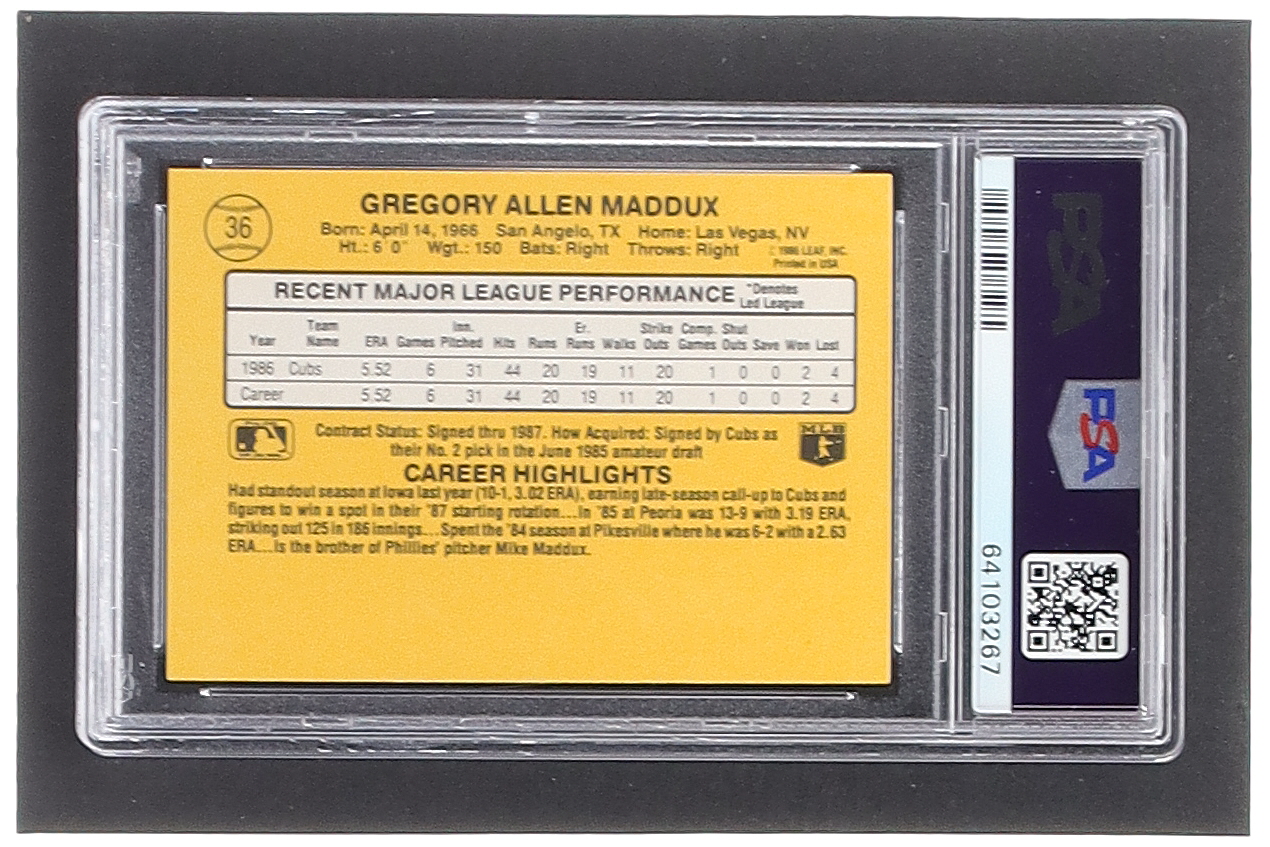 36
GREGORY ALLEN MADDUX
Born: April 14, 1966 San Angelo, TX Home: Las Vegas, NV
Ht.: 6'0" Wgt.: 150 Bats: Right Throws: Right
© 1986 LEAF, INC.
Printed in USA
RECENT MAJOR LEAGUE PERFORMANCE
*Denotes
Led League
Year Team Name ERA Games Inn. Pitched Hits Runs Er. Runs Walks Strike Outs Comp. Games Shut Outs Save Won Lost
1986 Cubs 5.52 6 31 44 20 19 11 20 1 0 0 2 4
Career 5.52 6 31 44 20 19 11 20 1 0 0 2 4
Contract Status: Signed thru 1987. How Acquired: Signed by Cubs as
their No. 2 pick in the June 1985 amateur draft
MLB
CAREER HIGHLIGHTS
Had standout season at Iowa last year (10-1, 3.02 ERA), earning late-season call-up to Cubs and
figures to win a spot in their '87 starting rotation...In '85 at Peoria was 13-9 with 3.19 ERA,
striking out 125 in 186 innings...Spent the '84 season at Pikesville where he was 6-2 with a 2.63
ERA...Is the brother of Phillies' pitcher Mike Maddux.
PSA
PSA
64103267